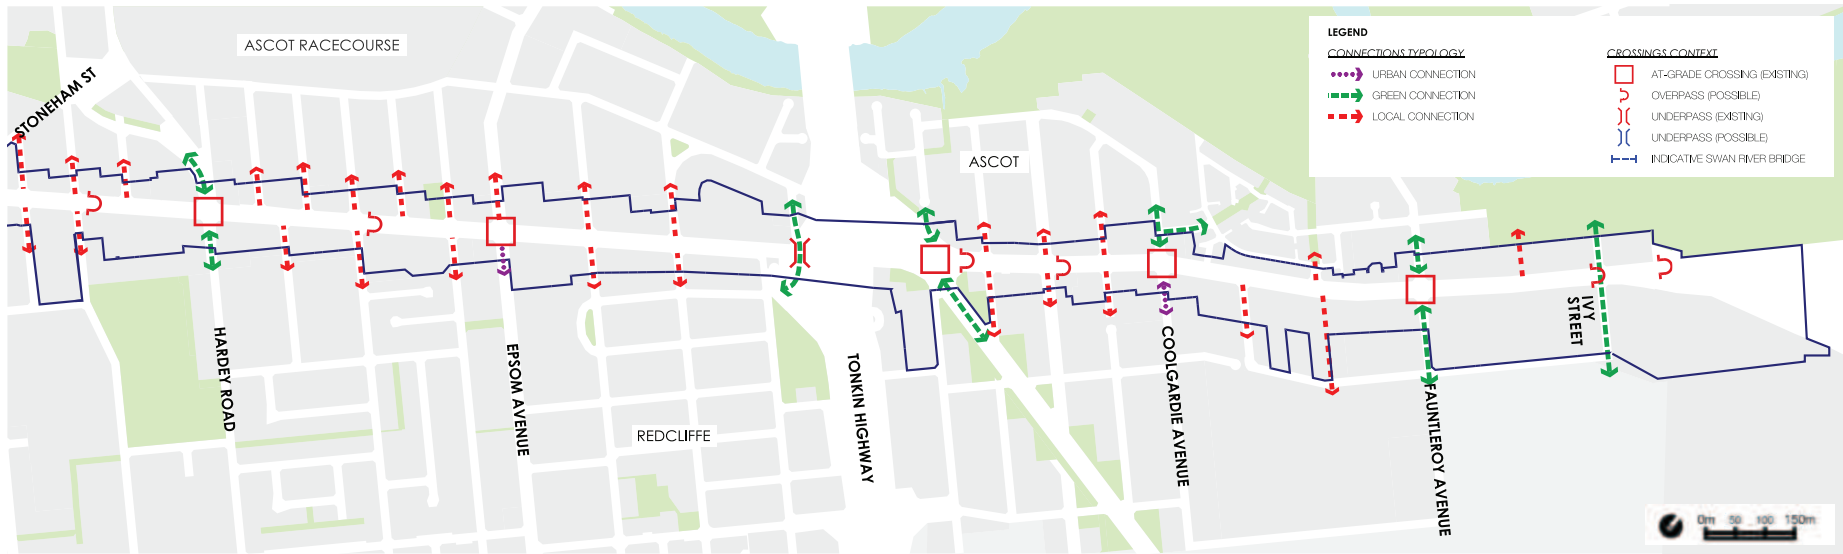 ASCOT RACECOURSE
STONEHAM ST
HARDEY ROAD
EPSOM AVENUE
REDCLIFFE
TONKIN HIGHWAY
ASCOT
COOLGARDIE AVENUE
FAUNTLEROY AVENUE
IVY
STREET
LEGEND
CONNECTIONS TYPOLOGY
URBAN CONNECTION
GREEN CONNECTION
LOCAL CONNECTION
CROSSINGS CONTEXT
AT-GRADE CROSSING (EXISTING)
OVERPASS (POSSIBLE)
UNDERPASS (EXISTING)
UNDERPASS (POSSIBLE)
INDICATIVE SWAN RIVER BRIDGE
0m 50 100 150m